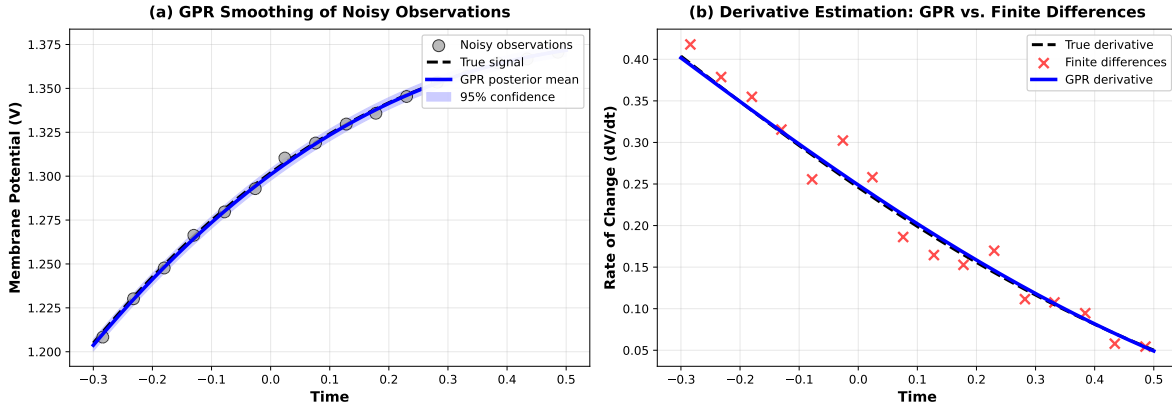 (a) GPR Smoothing of Noisy Observations
Membrane Potential (V)
1.375
1.350
1.325
1.300
1.275
1.250
1.225
1.200
Noisy observations
True signal
GPR posterior mean
95% confidence
−0.3 −0.2 −0.1 0.0 0.1 0.2 0.3 0.4 0.5
Time
(b) Derivative Estimation: GPR vs. Finite Differences
Rate of Change (dV/dt)
0.40
0.35
0.30
0.25
0.20
0.15
0.10
0.05
True derivative
Finite differences
GPR derivative
−0.3 −0.2 −0.1 0.0 0.1 0.2 0.3 0.4 0.5
Time